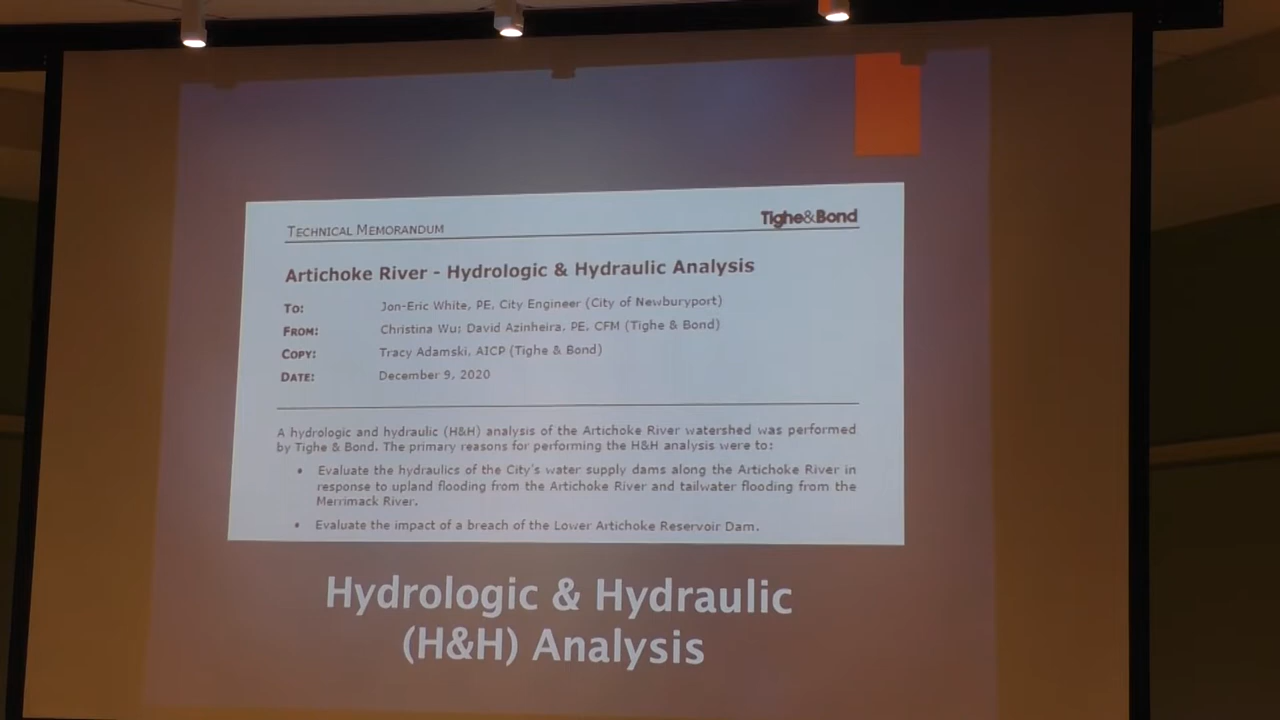 TECHNICAL MEMORANDUM
Tighe&Bond
Artichoke River - Hydrologic & Hydraulic Analysis
TO: Jon-Eric White, PE, City Engineer (City of Newburyport)
FROM: Christina Wu; David Azinheira, PE, CFM (Tighe & Bond)
COPY: Tracy Adamski, AICP (Tighe & Bond)
DATE: December 9, 2020
A hydrologic and hydraulic (H&H) analysis of the Artichoke River watershed was performed
by Tighe & Bond. The primary reasons for performing the H&H analysis were to:
• Evaluate the hydraulics of the City's water supply dams along the Artichoke River in
response to upland flooding from the Artichoke River and tailwater flooding from the
Merrimack River.
• Evaluate the impact of a breach of the Lower Artichoke Reservoir Dam.
Hydrologic & Hydraulic
(H&H) Analysis